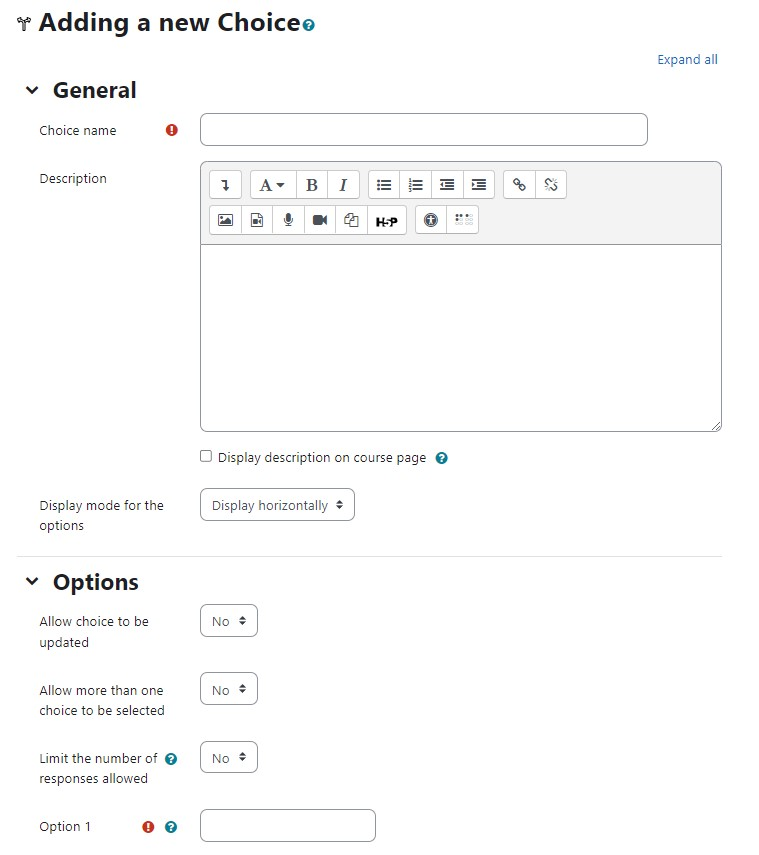 Adding a new Choice
Expand all
General
Choice name
Description
A B I
H-P
Display description on course page
Display mode for the
options
Display horizontally
Options
Allow choice to be
updated
No
Allow more than one
choice to be selected
No
Limit the number of
responses allowed
No
Option 1